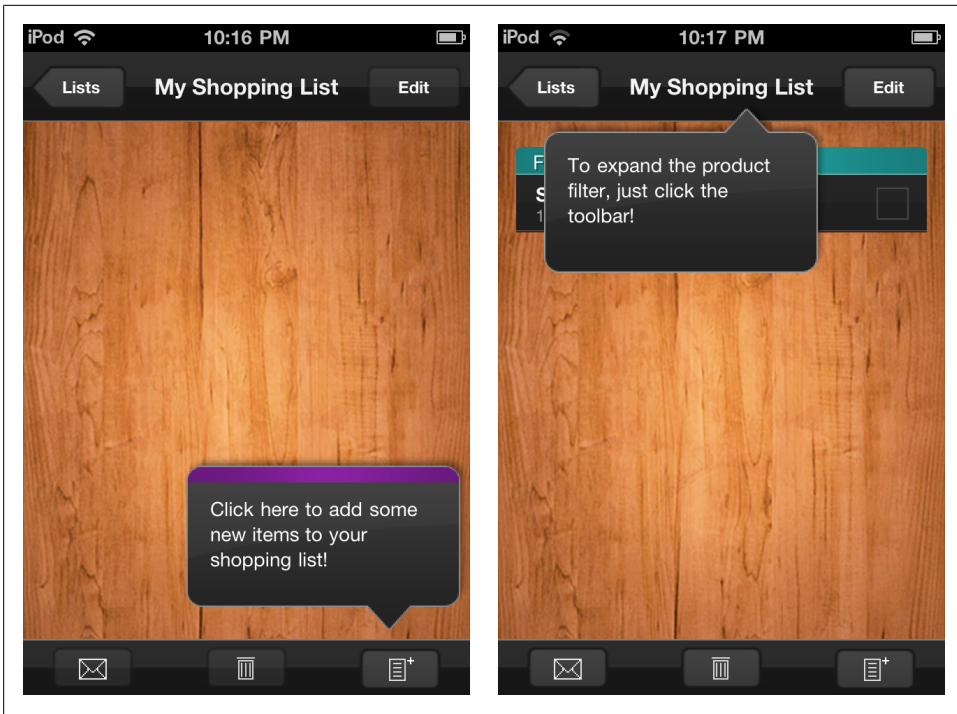 iPod 10:16 PM
Lists My Shopping List Edit
Click here to add some
new items to your
shopping list!
iPod 10:17 PM
Lists My Shopping List Edit
To expand the product
filter, just click the
toolbar!
F
S
1